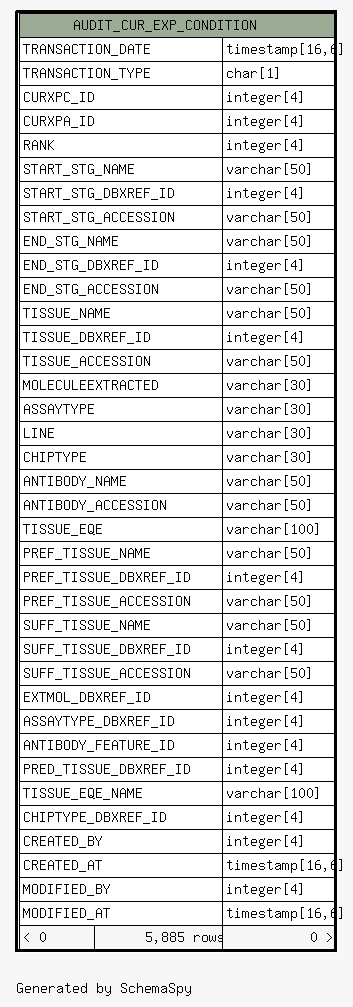 AUDIT_CUR_EXP_CONDITION
TRANSACTION_DATE timestamp[16,6]
TRANSACTION_TYPE char[1]
CURXPC_ID integer[4]
CURXPA_ID integer[4]
RANK integer[4]
START_STG_NAME varchar[50]
START_STG_DBXREF_ID integer[4]
START_STG_ACCESSION varchar[50]
END_STG_NAME varchar[50]
END_STG_DBXREF_ID integer[4]
END_STG_ACCESSION varchar[50]
TISSUE_NAME varchar[50]
TISSUE_DBXREF_ID integer[4]
TISSUE_ACCESSION varchar[50]
MOLECULEEXTRACTED varchar[30]
ASSAYTYPE varchar[30]
LINE varchar[30]
CHIPTYPE varchar[30]
ANTIBODY_NAME varchar[50]
ANTIBODY_ACCESSION varchar[50]
TISSUE_EQE varchar[100]
PREF_TISSUE_NAME varchar[50]
PREF_TISSUE_DBXREF_ID integer[4]
PREF_TISSUE_ACCESSION varchar[50]
SUFF_TISSUE_NAME varchar[50]
SUFF_TISSUE_DBXREF_ID integer[4]
SUFF_TISSUE_ACCESSION varchar[50]
EXTMOL_DBXREF_ID integer[4]
ASSAYTYPE_DBXREF_ID integer[4]
ANTIBODY_FEATURE_ID integer[4]
PRED_TISSUE_DBXREF_ID integer[4]
TISSUE_EQE_NAME varchar[100]
CHIPTYPE_DBXREF_ID integer[4]
CREATED_BY integer[4]
CREATED_AT timestamp[16,6]
MODIFIED_BY integer[4]
MODIFIED_AT timestamp[16,6]
< 0 5,885 rows 0 >
Generated by SchemaSpy